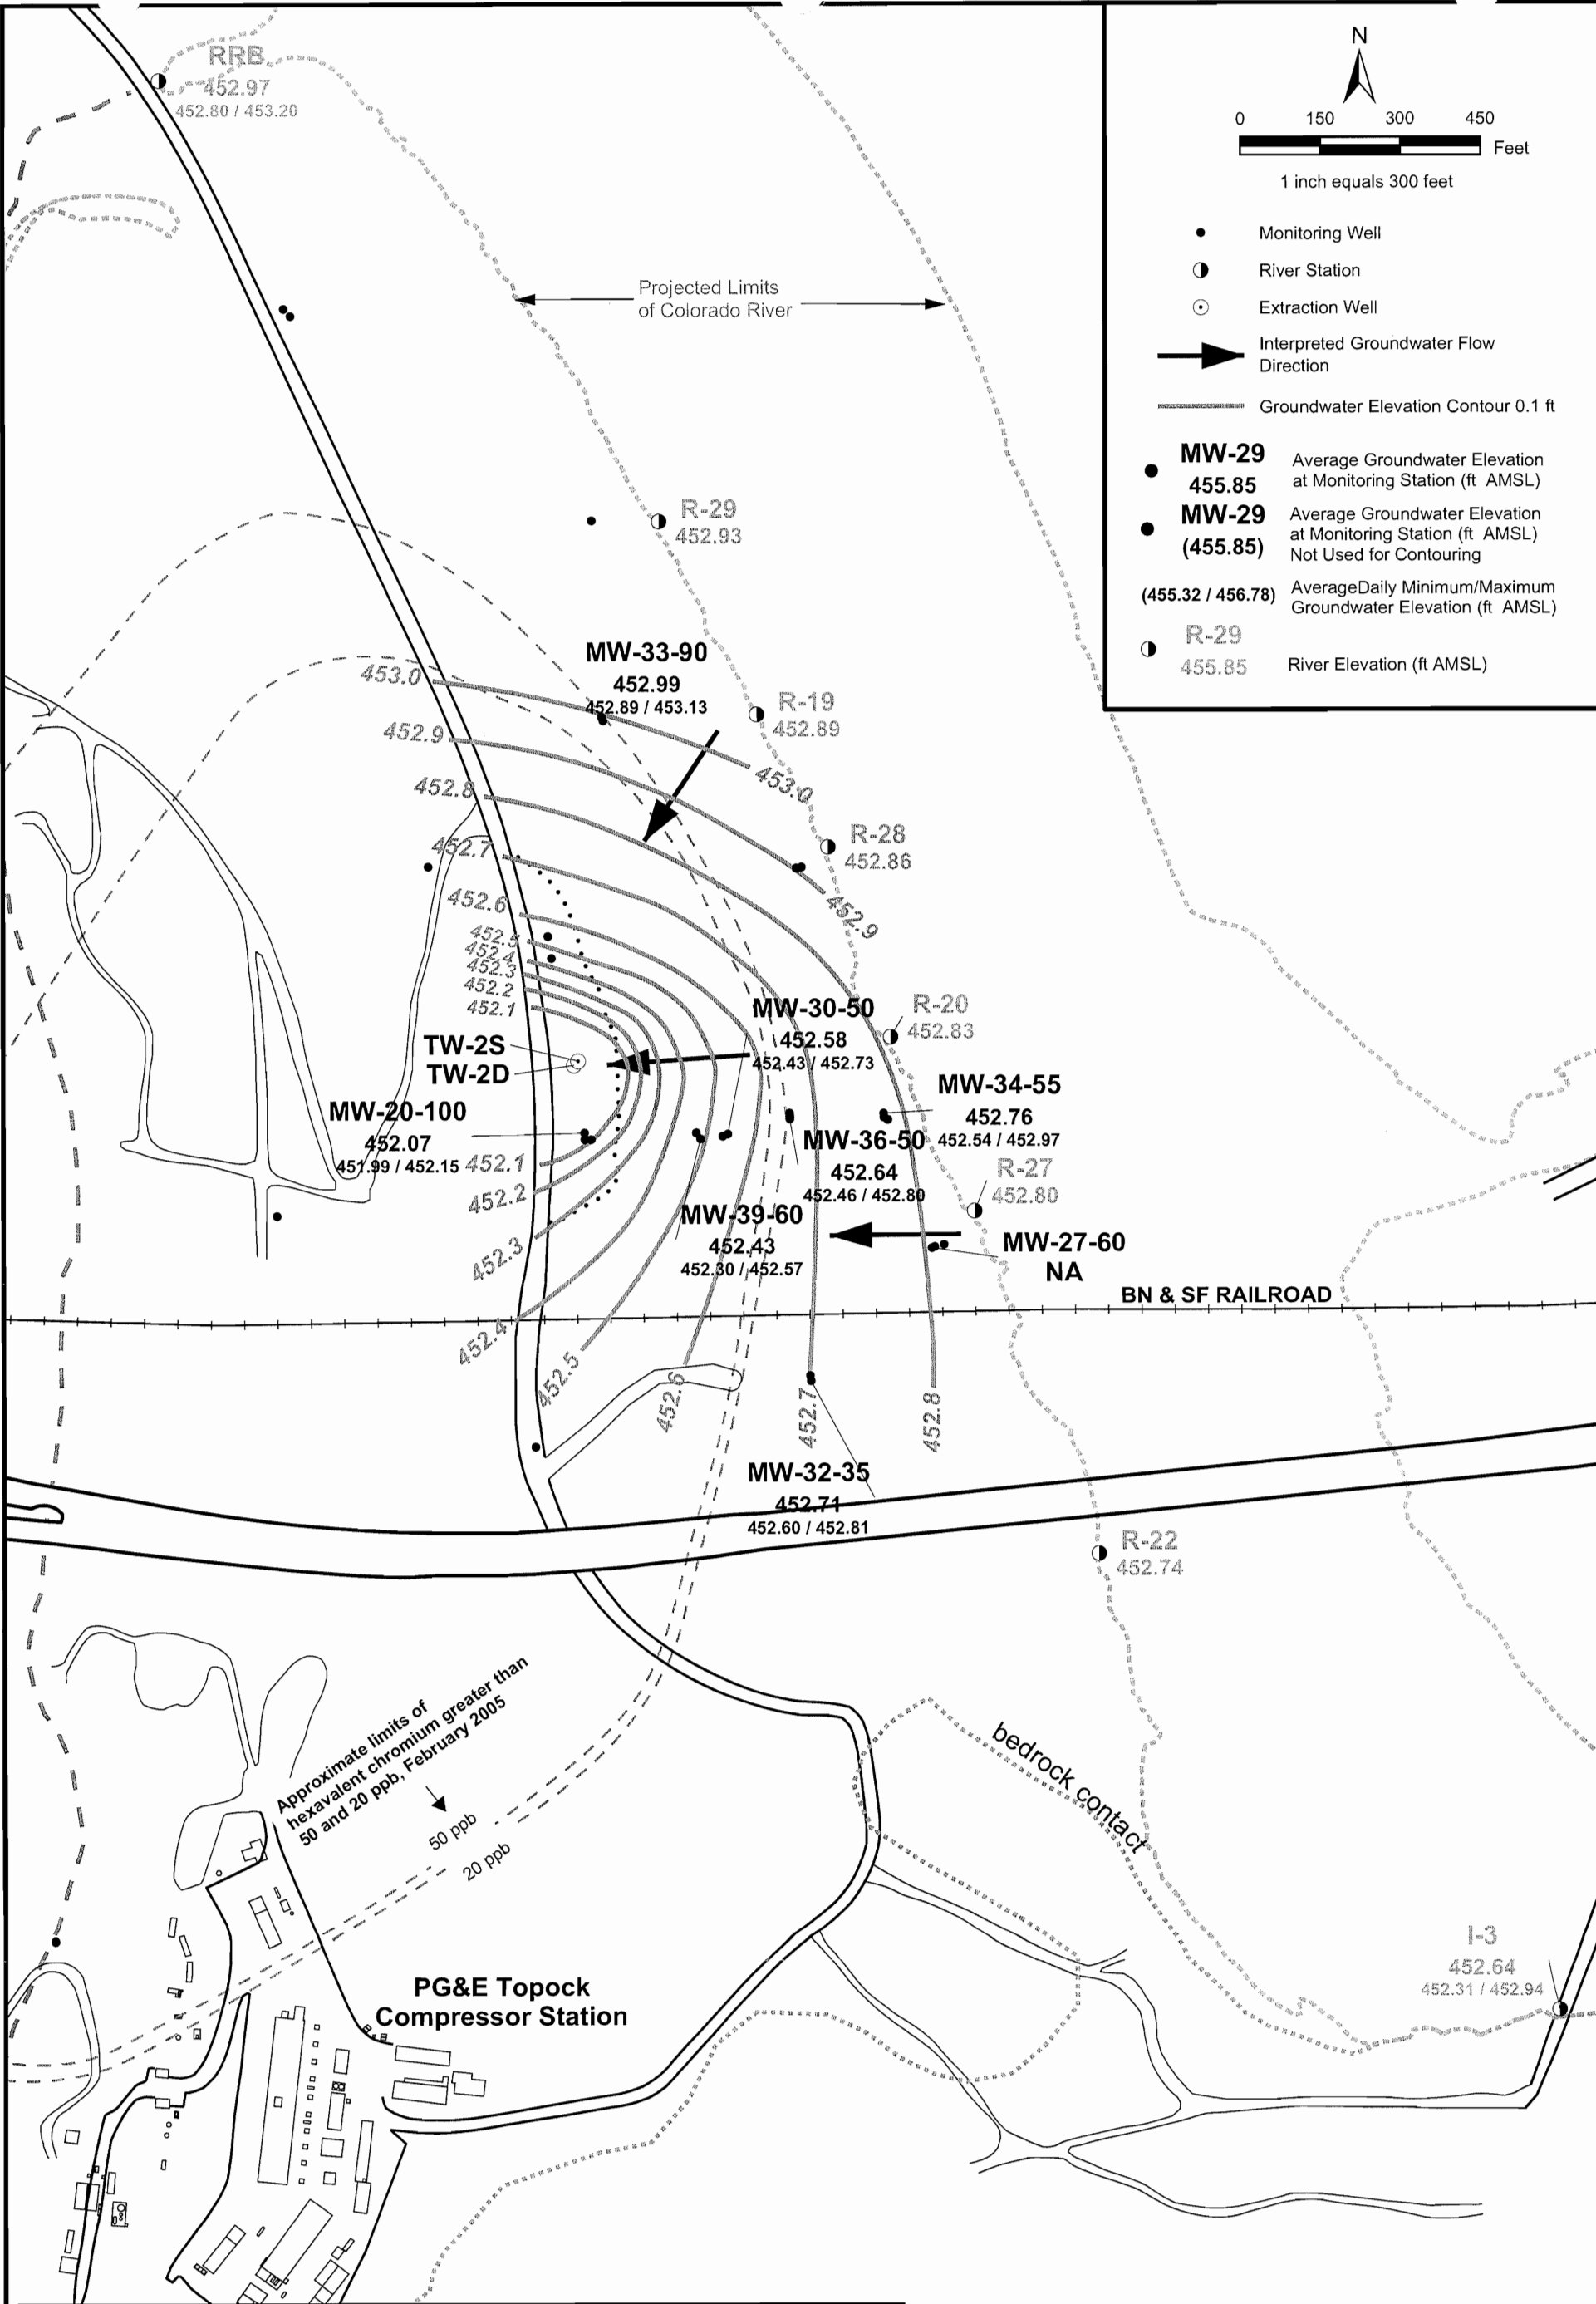 RRB
452.97
452.80 / 453.20
N
0 150 300 450
Feet
1 inch equals 300 feet
Monitoring Well
River Station
Extraction Well
Interpreted Groundwater Flow
Direction
Groundwater Elevation Contour 0.1 ft
MW-29
455.85
Average Groundwater Elevation
at Monitoring Station (ft AMSL)
MW-29
(455.85)
Average Groundwater Elevation
at Monitoring Station (ft AMSL)
Not Used for Contouring
(455.32 / 456.78)
AverageDaily Minimum/Maximum
Groundwater Elevation (ft AMSL)
R-29
455.85
River Elevation (ft AMSL)
Projected Limits
of Colorado River
R-29
452.93
MW-33-90
452.99
452.89 / 453.13
R-19
452.89
453.0
452.9
452.8
453.0
R-28
452.86
452.7
452.9
452.6
452.5
452.4
452.3
452.2
452.1
MW-30-50
452.58
452.43 / 452.73
R-20
452.83
TW-2S
TW-2D
MW-34-55
452.76
452.54 / 452.97
MW-20-100
452.07
451.99 / 452.15
452.1
MW-36-50
452.64
452.46 / 452.80
R-27
452.80
452.2
MW-39-60
452.43
452.30 / 452.57
452.3
MW-27-60
NA
BN & SF RAILROAD
452.4
452.5
452.6
452.7
452.8
MW-32-35
452.71
452.60 / 452.81
R-22
452.74
Approximate limits of
hexavalent chromium greater than
50 and 20 ppb, February 2005
50 ppb
20 ppb
bedrock contact
I-3
452.64
452.31 / 452.94
PG&E Topock
Compressor Station